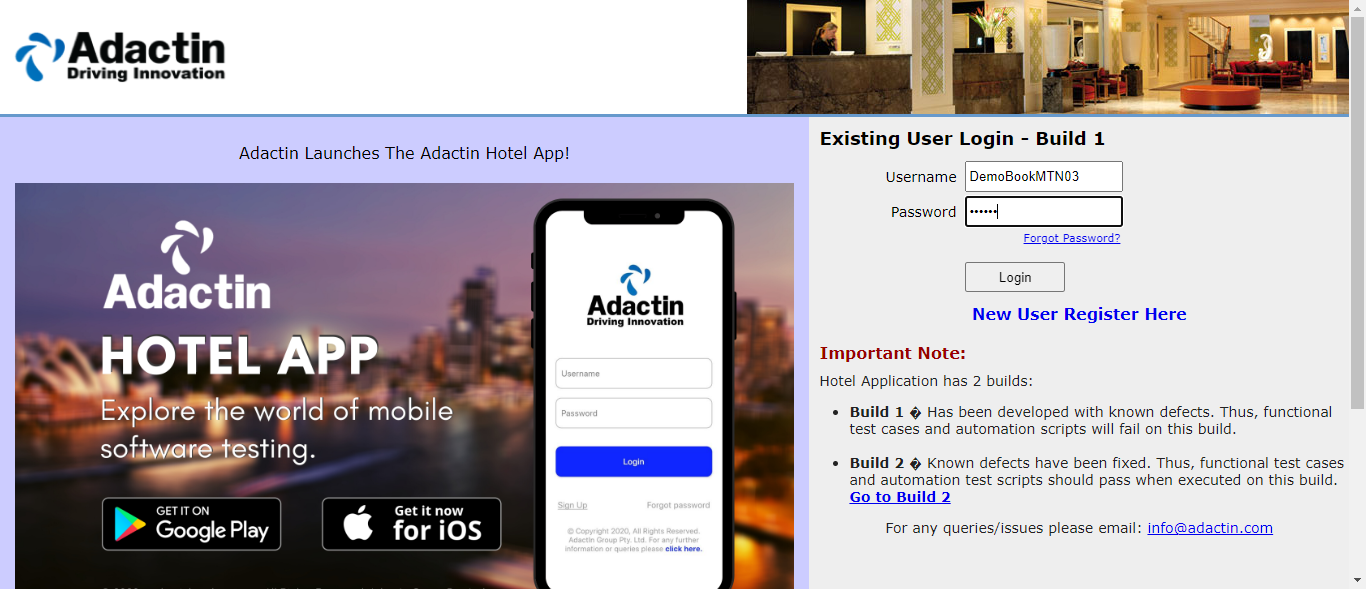 Adactin
Driving Innovation
Adactin Launches The Adactin Hotel App!
Adactin
HOTEL APP
Explore the world of mobile
software testing.
GET IT ON
Google Play
Get it now
for iOS
Adactin
Driving Innovation
Username
Password
Login
Sign Up Forgot password
© Copyright 2020, All Rights Reserved.
Adactin Group Pty. Ltd. For any further
information or queries please click here.
Existing User Login - Build 1
Username DemoBookMTN03
Password ••••••
Forgot Password?
Login
New User Register Here
Important Note:
Hotel Application has 2 builds:
• Build 1 � Has been developed with known defects. Thus, functional
test cases and automation scripts will fail on this build.
• Build 2 � Known defects have been fixed. Thus, functional test cases
and automation test scripts should pass when executed on this build.
Go to Build 2
For any queries/issues please email: info@adactin.com